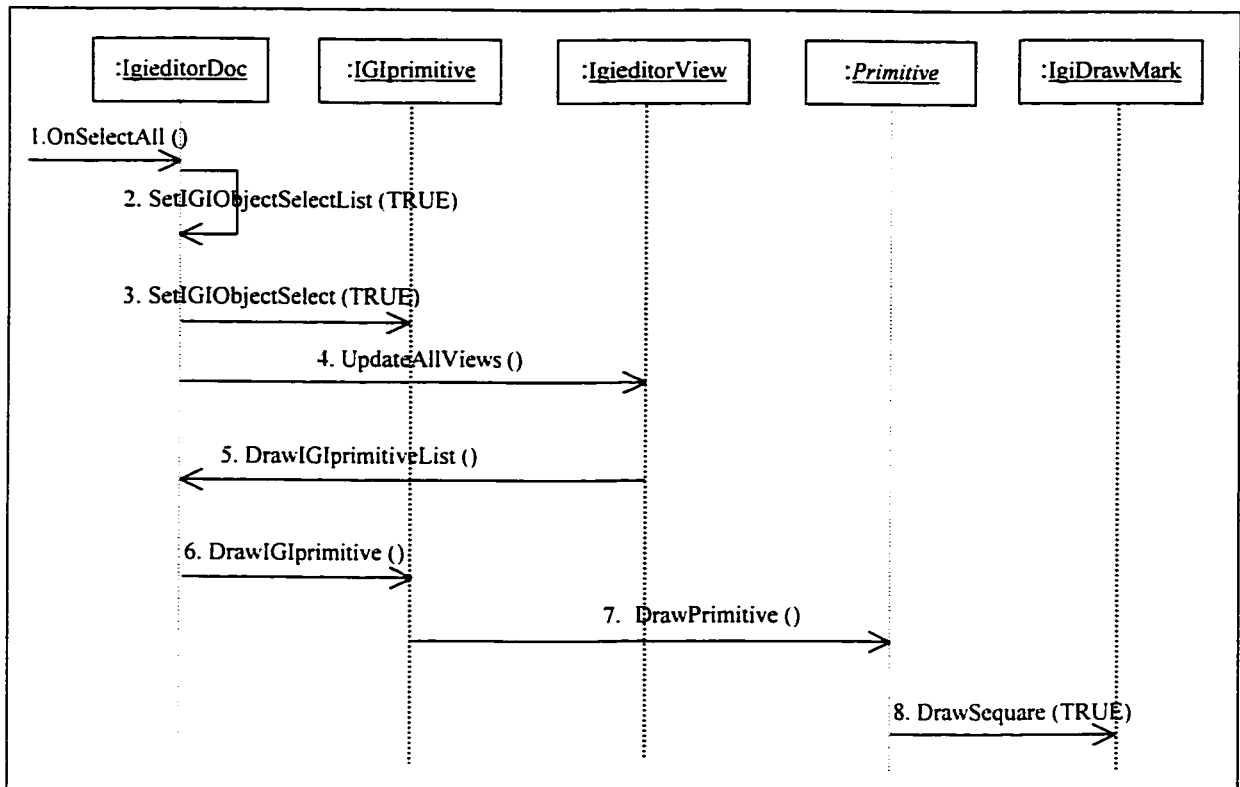 :IgieditorDoc
:IGIprimitive
:IgieditorView
:Primitive
:IgiDrawMark
1.OnSelectAll ()
2. SetIGIObjectSelectList (TRUE)
3. SetIGIObjectSelect (TRUE)
4. UpdateAllViews ()
5. DrawIGIprimitiveList ()
6. DrawIGIprimitive ()
7. DrawPrimitive ()
8. DrawSequare (TRUE)